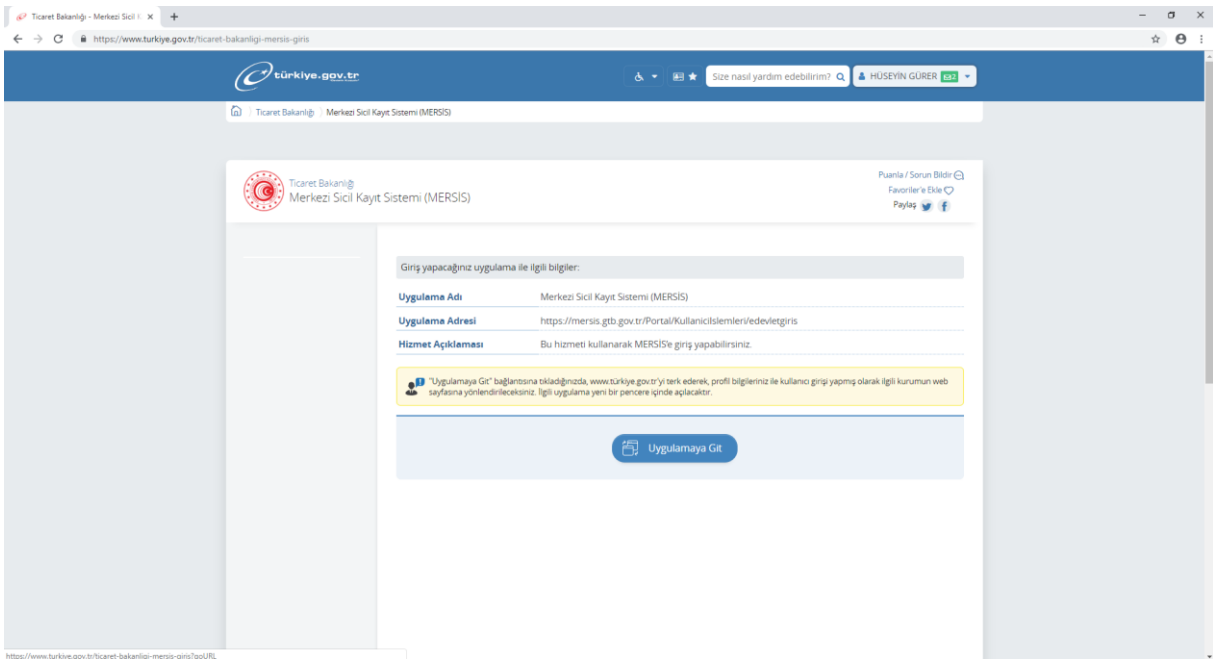 Ticaret Bakanlığı - Merkezi Sicil
https://www.turkiye.gov.tr/ticaret-bakanligi-mersis-giris
türkiye.gov.tr
Size nasıl yardım edebilirim?
HÜSEYİN GÜRER
Ticaret Bakanlığı
Merkezi Sicil Kayıt Sistemi (MERSİS)
Ticaret Bakanlığı
Merkezi Sicil Kayıt Sistemi (MERSİS)
Puanla / Sorun Bildir
Favoriler'e Ekle
Paylaş
Giriş yapacağınız uygulama ile ilgili bilgiler:
Uygulama Adı Merkezi Sicil Kayıt Sistemi (MERSİS)
Uygulama Adresi https://mersis.gtb.gov.tr/Portal/KullaniciIslemleri/edevletgiris
Hizmet Açıklaması Bu hizmeti kullanarak MERSİS'e giriş yapabilirsiniz.
"Uygulamaya Git" bağlantısına tıkladığınızda, www.türkiye.gov.tr'yi terk ederek, profil bilgileriniz ile kullanıcı girişi yapmış olarak ilgili kurumun web
sayfasına yönlendirileceksiniz. İlgili uygulama yeni bir pencere içinde açılacaktır.
Uygulamaya Git
https://www.turkiye.gov.tr/ticaret-bakanligi-mersis-giris?goURL